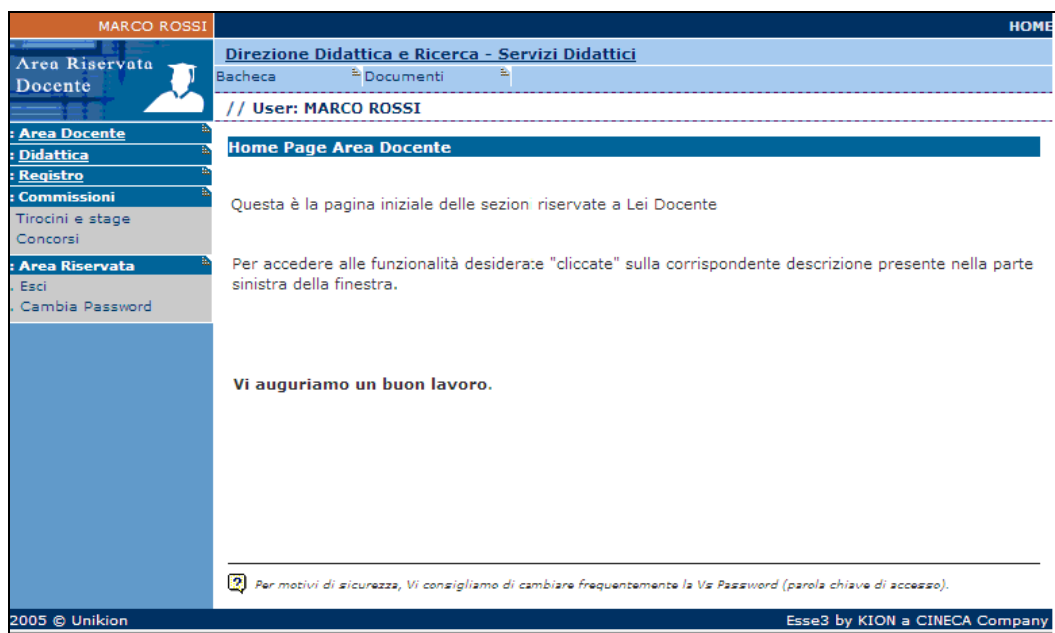 MARCO ROSSI
HOME
Area Riservata
Docente
Direzione Didattica e Ricerca - Servizi Didattici
Bacheca Documenti
// User: MARCO ROSSI
: Area Docente
: Didattica
: Registro
: Commissioni
Tirocini e stage
Concorsi
: Area Riservata
. Esci
. Cambia Password
Home Page Area Docente
Questa è la pagina iniziale delle sezion riservate a Lei Docente
Per accedere alle funzionalità desiderate "cliccate" sulla corrispondente descrizione presente nella parte
sinistra della finestra.
Vi auguriamo un buon lavoro.
? Per motivi di sicurezza, Vi consigliamo di cambiare frequentemente la Vs Password (parola chiave di accesso).
2005 © Unikion
Esse3 by KION a CINECA Company